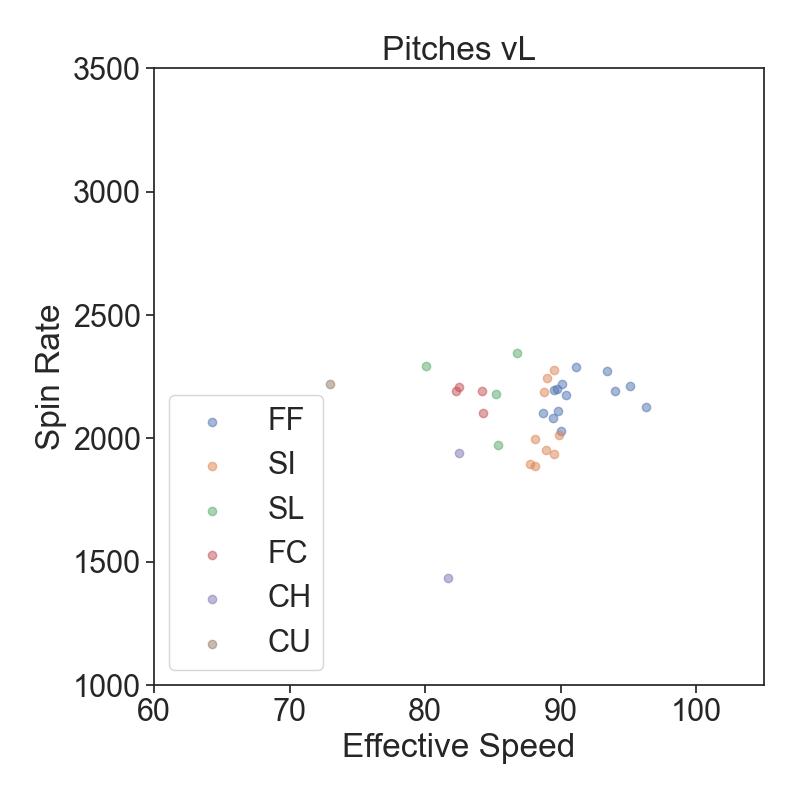 Pitches vL
3500
3000
2500
2000
1500
1000
Spin Rate
FF
SI
SL
FC
CH
CU
60 70 80 90 100
Effective Speed